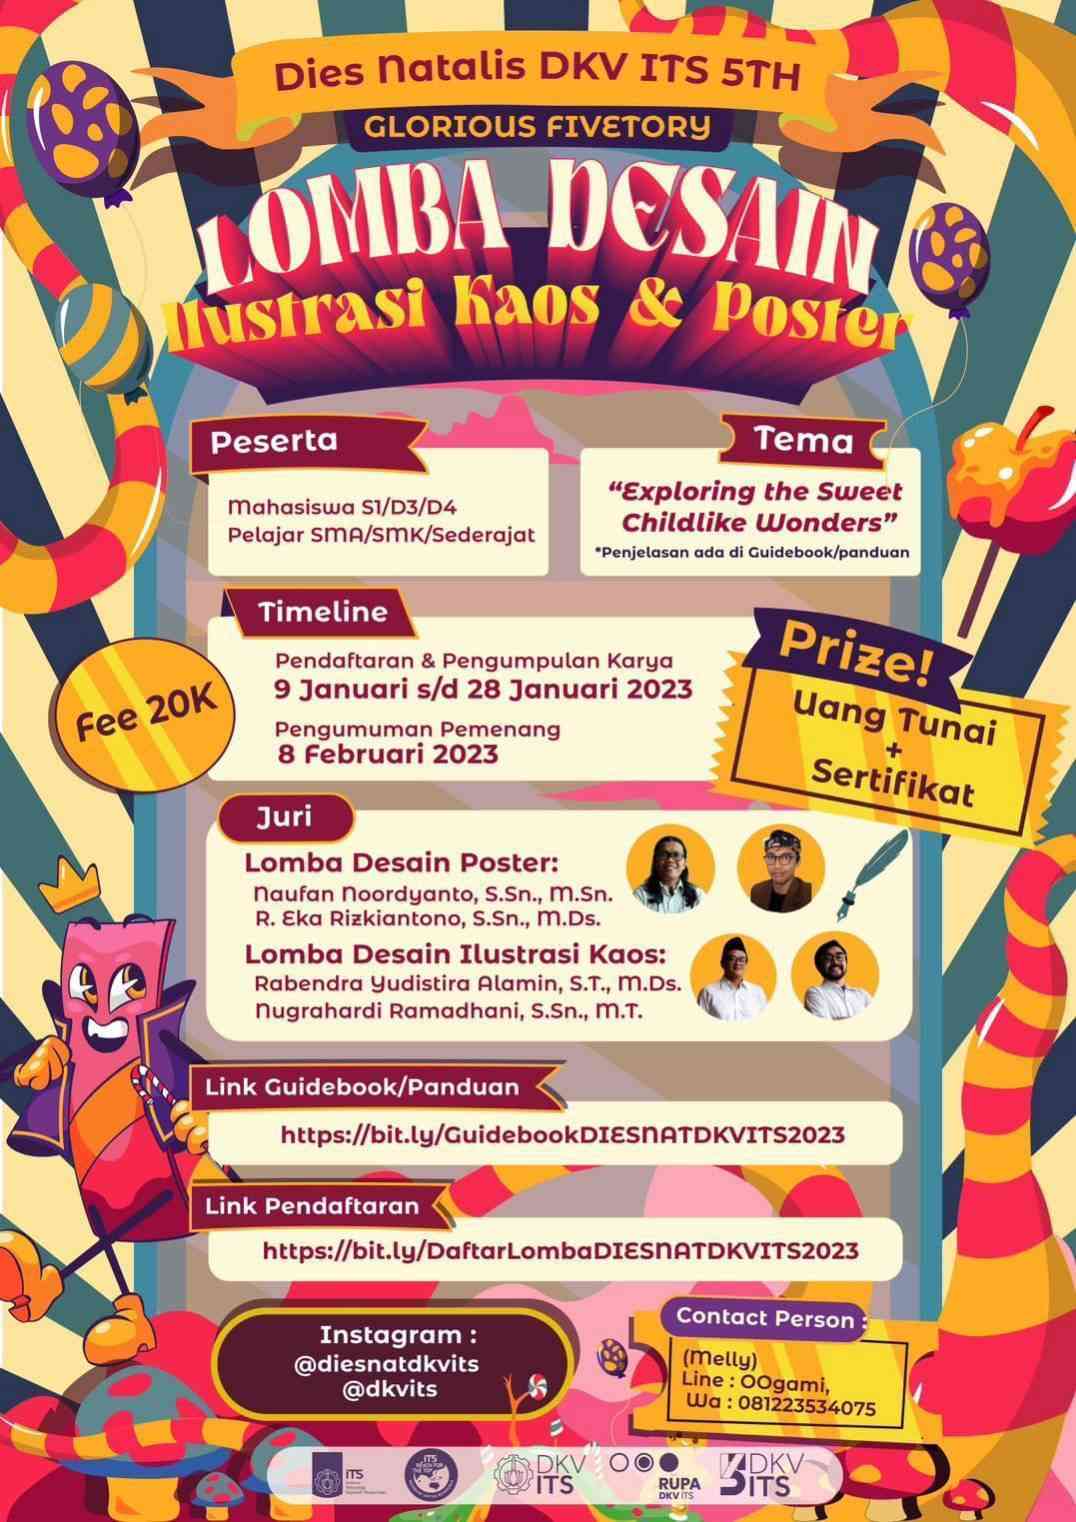 Dies Natalis DKV ITS 5TH
GLORIOUS FIVETORY
LOMBA DESAIN
Ilustrasi Kaos & Poster
Peserta
Mahasiswa S1/D3/D4
Pelajar SMA/SMK/Sederajat
Tema
“Exploring the Sweet
Childlike Wonders”
*Penjelasan ada di Guidebook/panduan
Timeline
Pendaftaran & Pengumpulan Karya
9 Januari s/d 28 Januari 2023
Pengumuman Pemenang
8 Februari 2023
Fee 20K
Prize!
Uang Tunai
+
Sertifikat
Juri
Lomba Desain Poster:
Naufan Noordyanto, S.Sn., M.Sn.
R. Eka Rizkiantono, S.Sn., M.Ds.
Lomba Desain Ilustrasi Kaos:
Rabendra Yudistira Alamin, S.T., M.Ds.
Nugrahardi Ramadhani, S.Sn., M.T.
Link Guidebook/Panduan
https://bit.ly/GuidebookDIESNATDKVITS2023
Link Pendaftaran
https://bit.ly/DaftarLombaDIESNATDKVITS2023
Instagram :
@diesnatdkvits
@dkvits
Contact Person :
(Melly)
Line : OOgami,
Wa : 081223534075
ITS
ITS
DKV
ITS
RUPA
DKV ITS
5 DKV
ITS